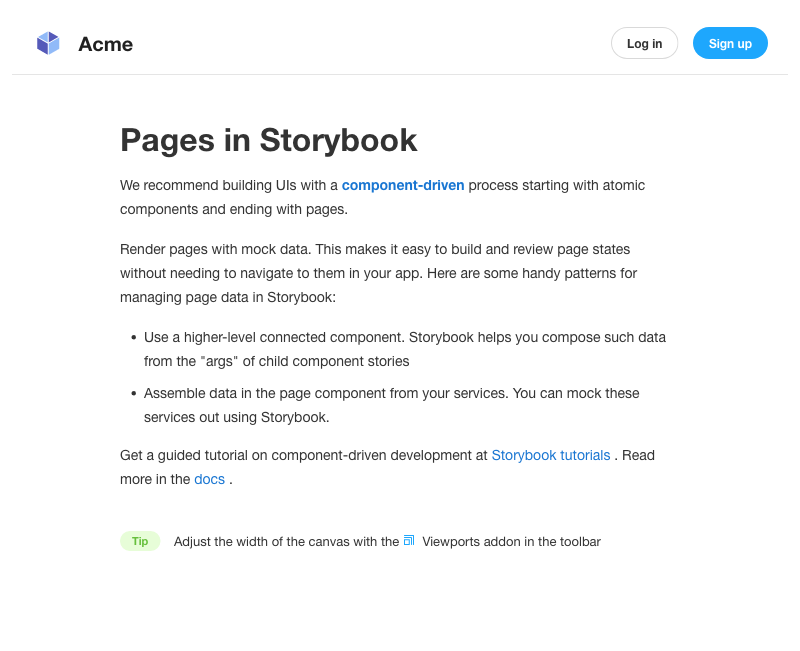 Acme
Log in
Sign up
Pages in Storybook
We recommend building UIs with a component-driven process starting with atomic
components and ending with pages.
Render pages with mock data. This makes it easy to build and review page states
without needing to navigate to them in your app. Here are some handy patterns for
managing page data in Storybook:
• Use a higher-level connected component. Storybook helps you compose such data
from the "args" of child component stories
• Assemble data in the page component from your services. You can mock these
services out using Storybook.
Get a guided tutorial on component-driven development at Storybook tutorials . Read
more in the docs .
Tip Adjust the width of the canvas with the Viewports addon in the toolbar